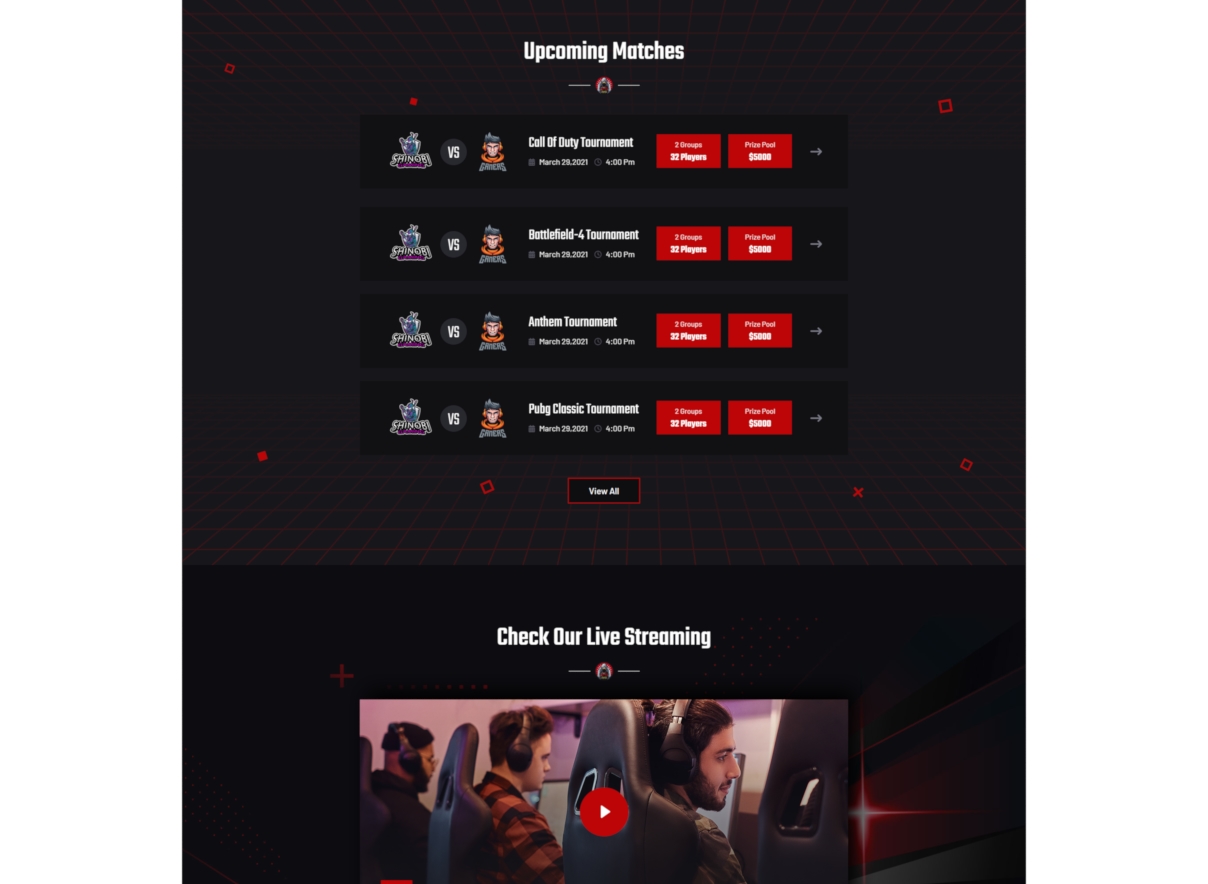 Upcoming Matches
SHINOBI
VS
GAMERS
Call Of Duty Tournament
March 29,2021 4:00 Pm
2 Groups
32 Players
Prize Pool
$5000
SHINOBI
VS
GAMERS
Battlefield-4 Tournament
March 29,2021 4:00 Pm
2 Groups
32 Players
Prize Pool
$5000
SHINOBI
VS
GAMERS
Anthem Tournament
March 29,2021 4:00 Pm
2 Groups
32 Players
Prize Pool
$5000
SHINOBI
VS
GAMERS
Pubg Classic Tournament
March 29,2021 4:00 Pm
2 Groups
32 Players
Prize Pool
$5000
View All
Check Our Live Streaming